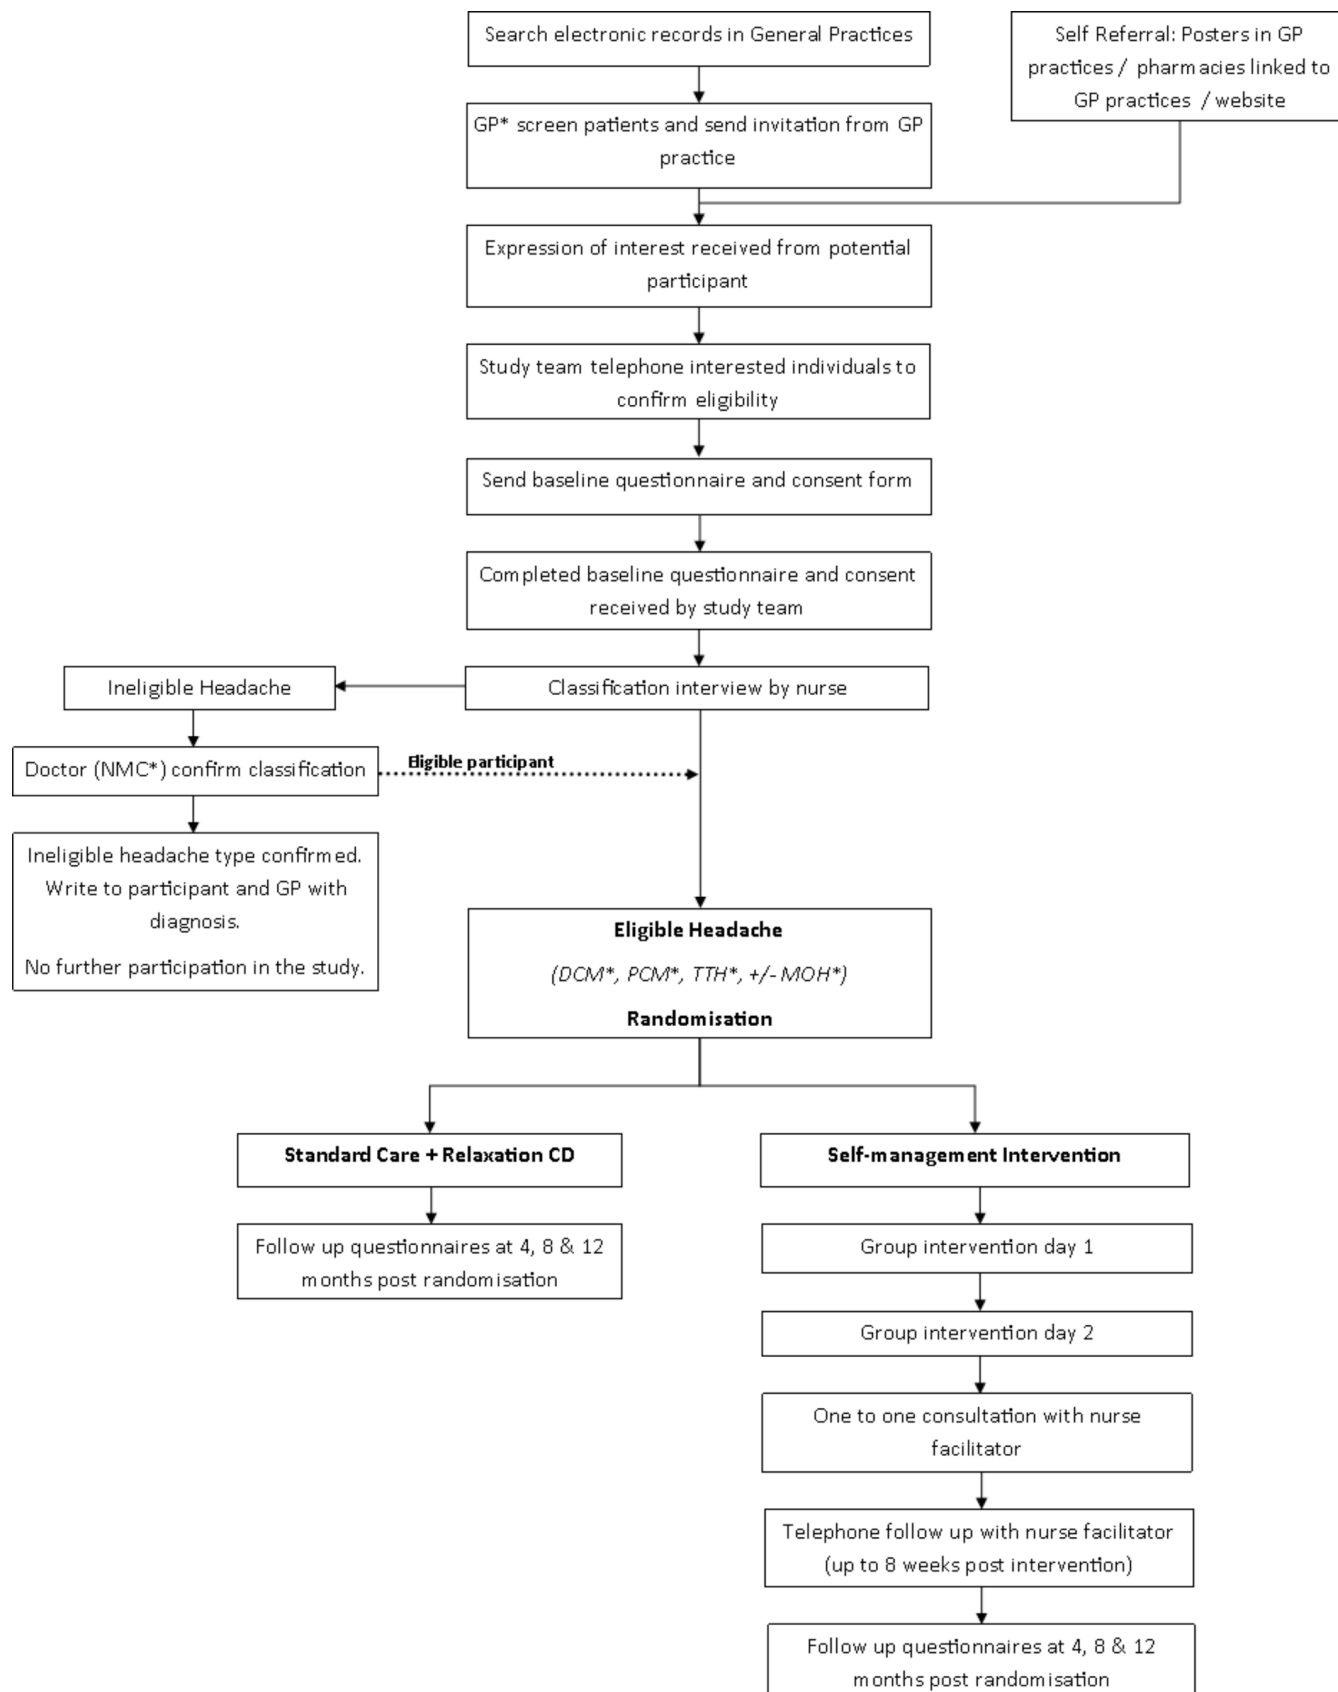 Search electronic records in General Practices
Self Referral: Posters in GP
practices / pharmacies linked to
GP practices / website
GP* screen patients and send invitation from GP
practice
Expression of interest received from potential
participant
Study team telephone interested individuals to
confirm eligibility
Send baseline questionnaire and consent form
Completed baseline questionnaire and consent
received by study team
Ineligible Headache
Classification interview by nurse
Doctor (NMC*) confirm classification
Eligible participant
Ineligible headache type confirmed.
Write to participant and GP with
diagnosis.
No further participation in the study.
Eligible Headache
(DCM*, PCM*, TTH*, +/- MOH*)
Randomisation
Standard Care + Relaxation CD
Follow up questionnaires at 4, 8 & 12
months post randomisation
Self-management Intervention
Group intervention day 1
Group intervention day 2
One to one consultation with nurse
facilitator
Telephone follow up with nurse facilitator
(up to 8 weeks post intervention)
Follow up questionnaires at 4, 8 & 12
months post randomisation